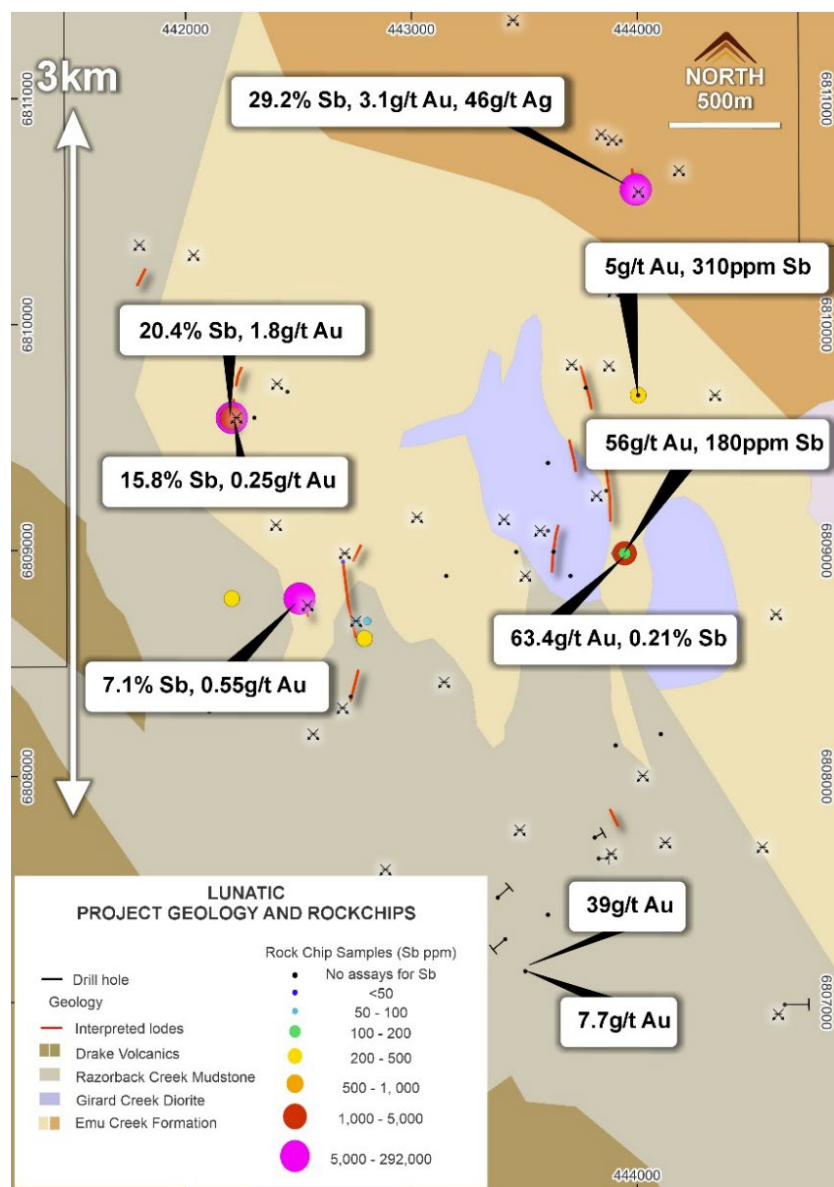 442000
443000
444000
6811000
6811000
3km
NORTH
500m
29.2% Sb, 3.1g/t Au, 46g/t Ag
5g/t Au, 310ppm Sb
6810000
6810000
20.4% Sb, 1.8g/t Au
56g/t Au, 180ppm Sb
15.8% Sb, 0.25g/t Au
6809000
6809000
63.4g/t Au, 0.21% Sb
7.1% Sb, 0.55g/t Au
6808000
6808000
39g/t Au
7.7g/t Au
6807000
444000
LUNATIC
PROJECT GEOLOGY AND ROCKCHIPS
Drill hole
Geology
Interpreted lodes
Drake Volcanics
Razorback Creek Mudstone
Girard Creek Diorite
Emu Creek Formation
Rock Chip Samples (Sb ppm)
No assays for Sb
<50
50 - 100
100 - 200
200 - 500
500 - 1, 000
1,000 - 5,000
5,000 - 292,000